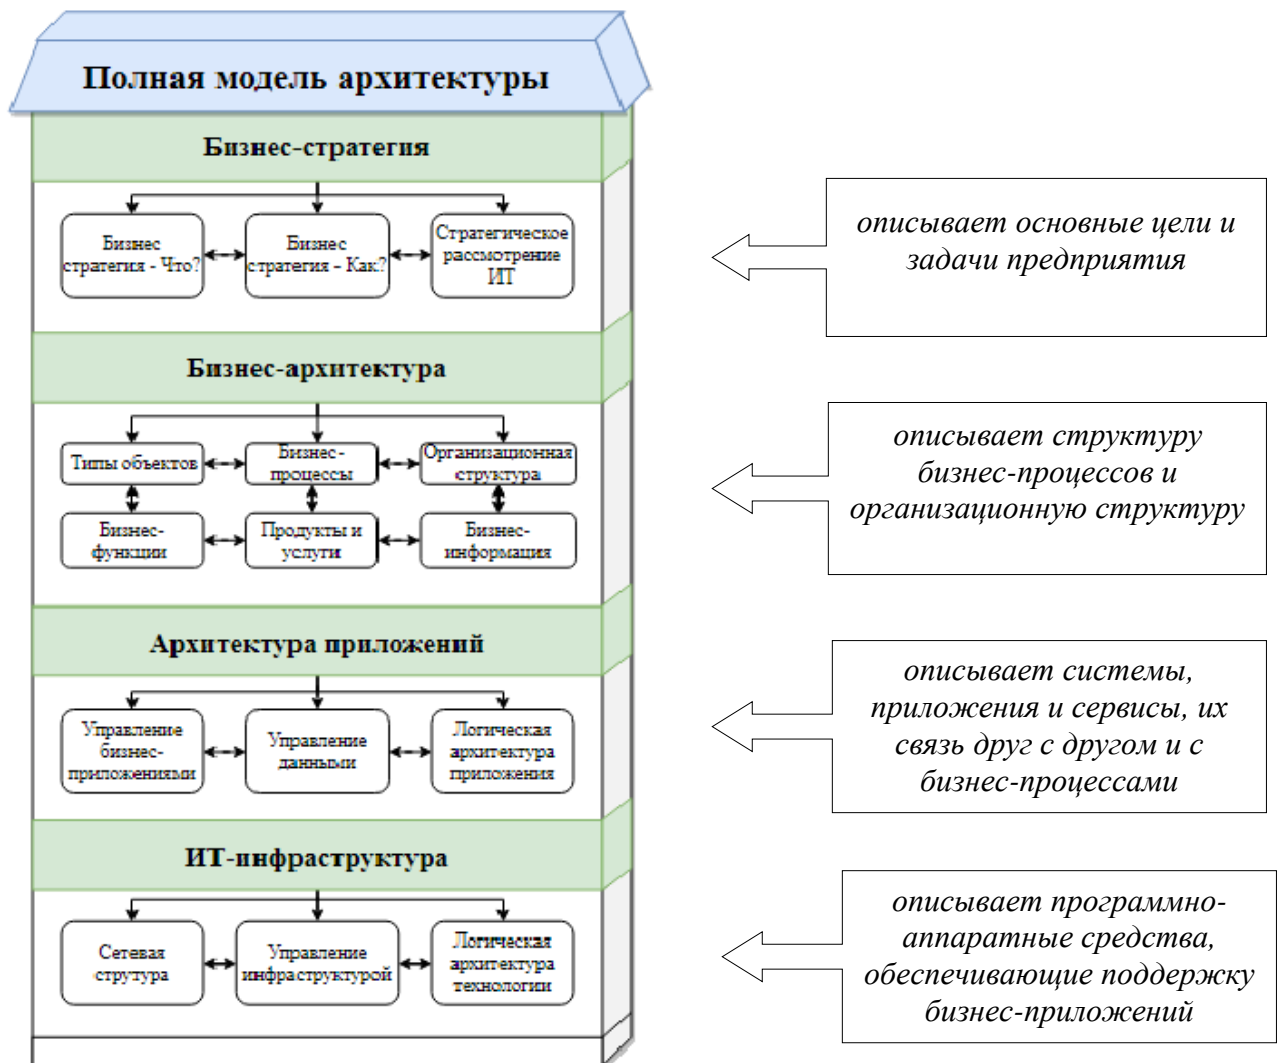 Полная модель архитектуры
Бизнес-стратегия
Бизнес
стратегия - Что?
Бизнес
стратегия – Как?
Стратегическое
рассмотрение
ИТ
описывает основные цели и
задачи предприятия
Бизнес-архитектура
Типы объектов
Бизнес-
процессы
Организационная
структура
Бизнес-
функции
Продукты и
услуги
Бизнес-
информация
описывает структуру
бизнес-процессов и
организационную структуру
Архитектура приложений
Управление
бизнес-
приложениями
Управление
данными
Логическая
архитектура
приложения
описывает системы,
приложения и сервисы, их
связь друг с другом и с
бизнес-процессами
ИТ-инфраструктура
Сетевая
струтура
Управление
инфраструктурой
Логическая
архитектура
технологии
описывает программно-
аппаратные средства,
обеспечивающие поддержку
бизнес-приложений